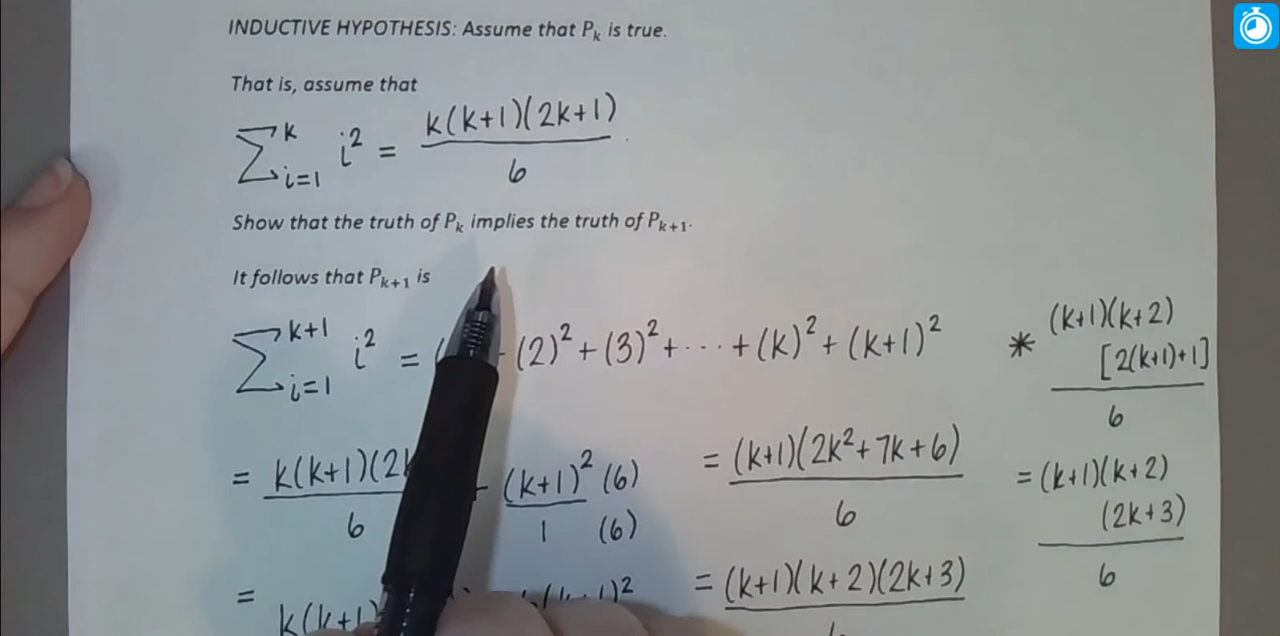 INDUCTIVE HYPOTHESIS: Assume that Pₖ is true.
That is, assume that
∑ᵢ₌₁ᵏ i² = k(k+1)(2k+1) / 6
Show that the truth of Pₖ implies the truth of Pₖ₊₁.
It follows that Pₖ₊₁ is
∑ᵢ₌₁ᵏ⁺¹ i² = ( (2)² + (3)² + ⋯ + (k)² + (k+1)²
= k(k+1)(2k / 6 (k+1)² (6) / 1 (6)
= k(k+1)
= (k+1)(2k² + 7k + 6) / 6
= (k+1)(k+2)(2k+3)
* (k+1)(k+2)
[2(k+1)+1] / 6
= (k+1)(k+2)
(2k+3) / 6